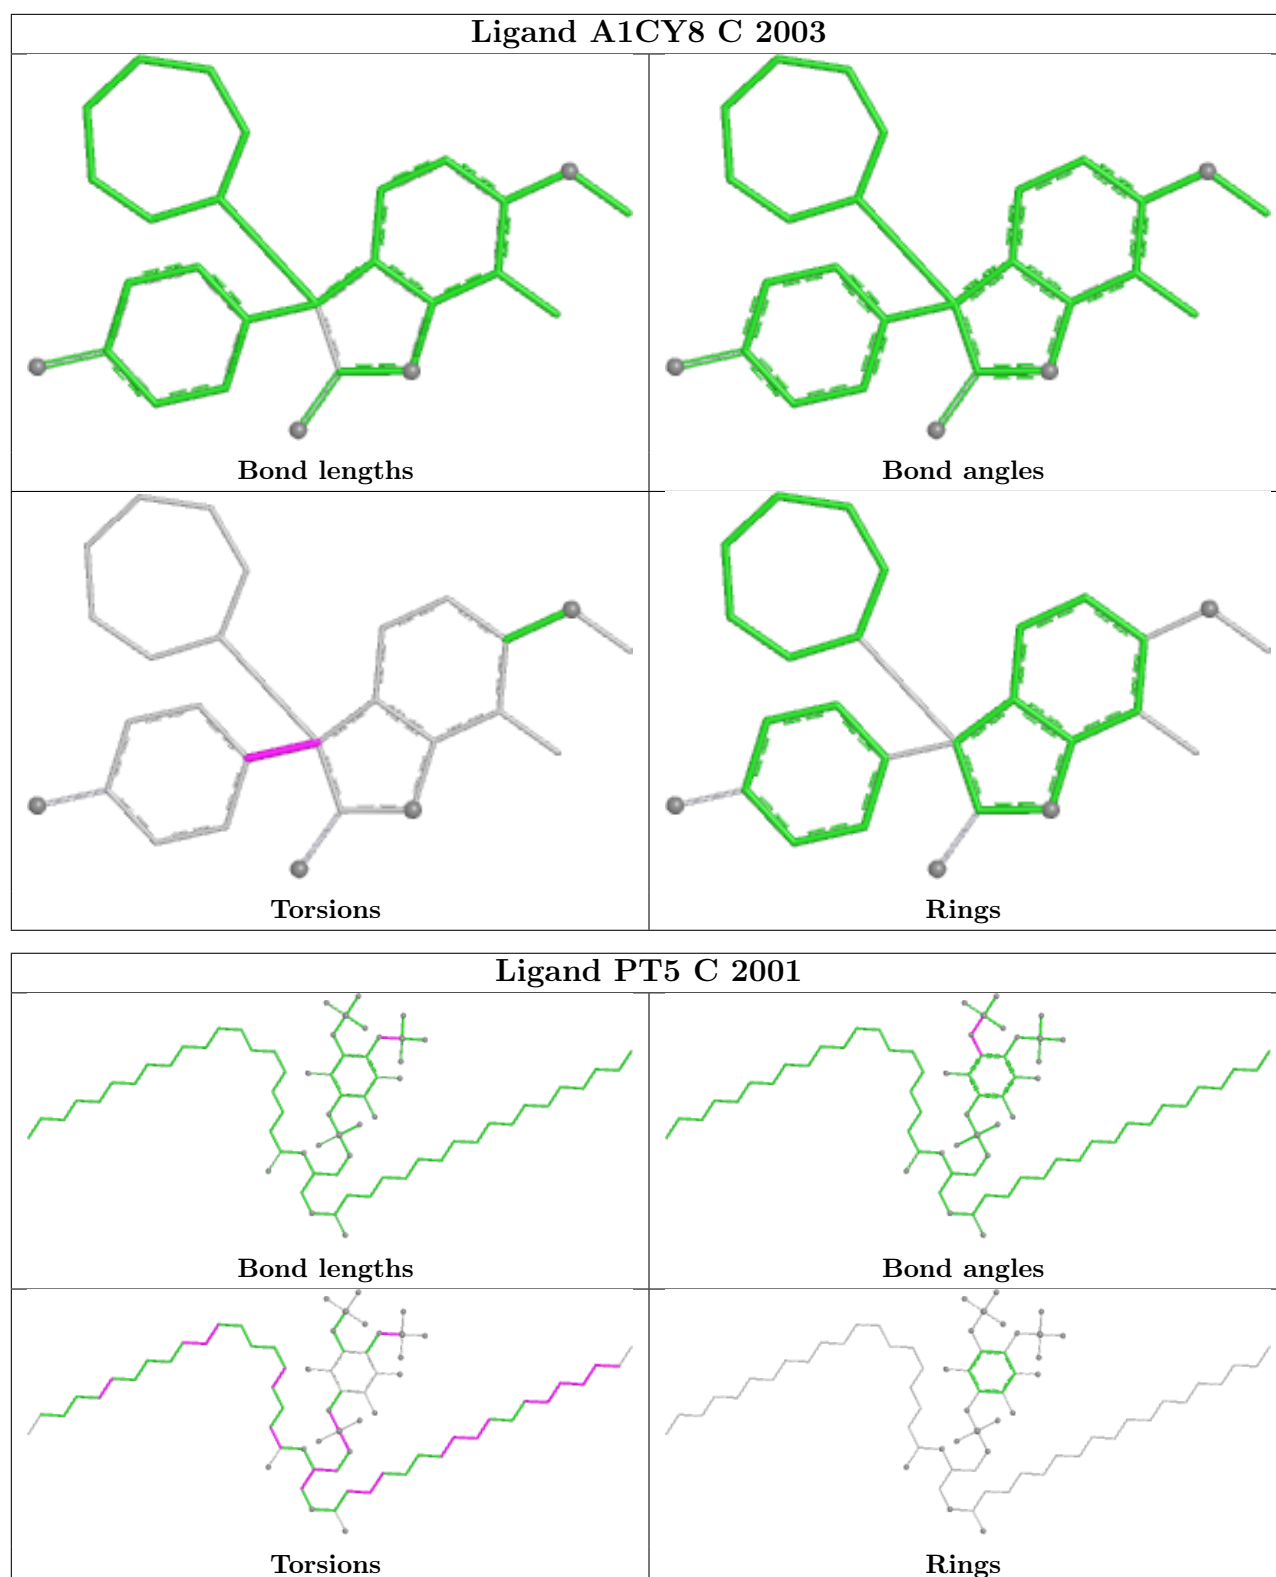 Ligand A1CY8 C 2003
Bond lengths
Bond angles
Torsions
Rings
Ligand PT5 C 2001
Bond lengths
Bond angles
Torsions
Rings